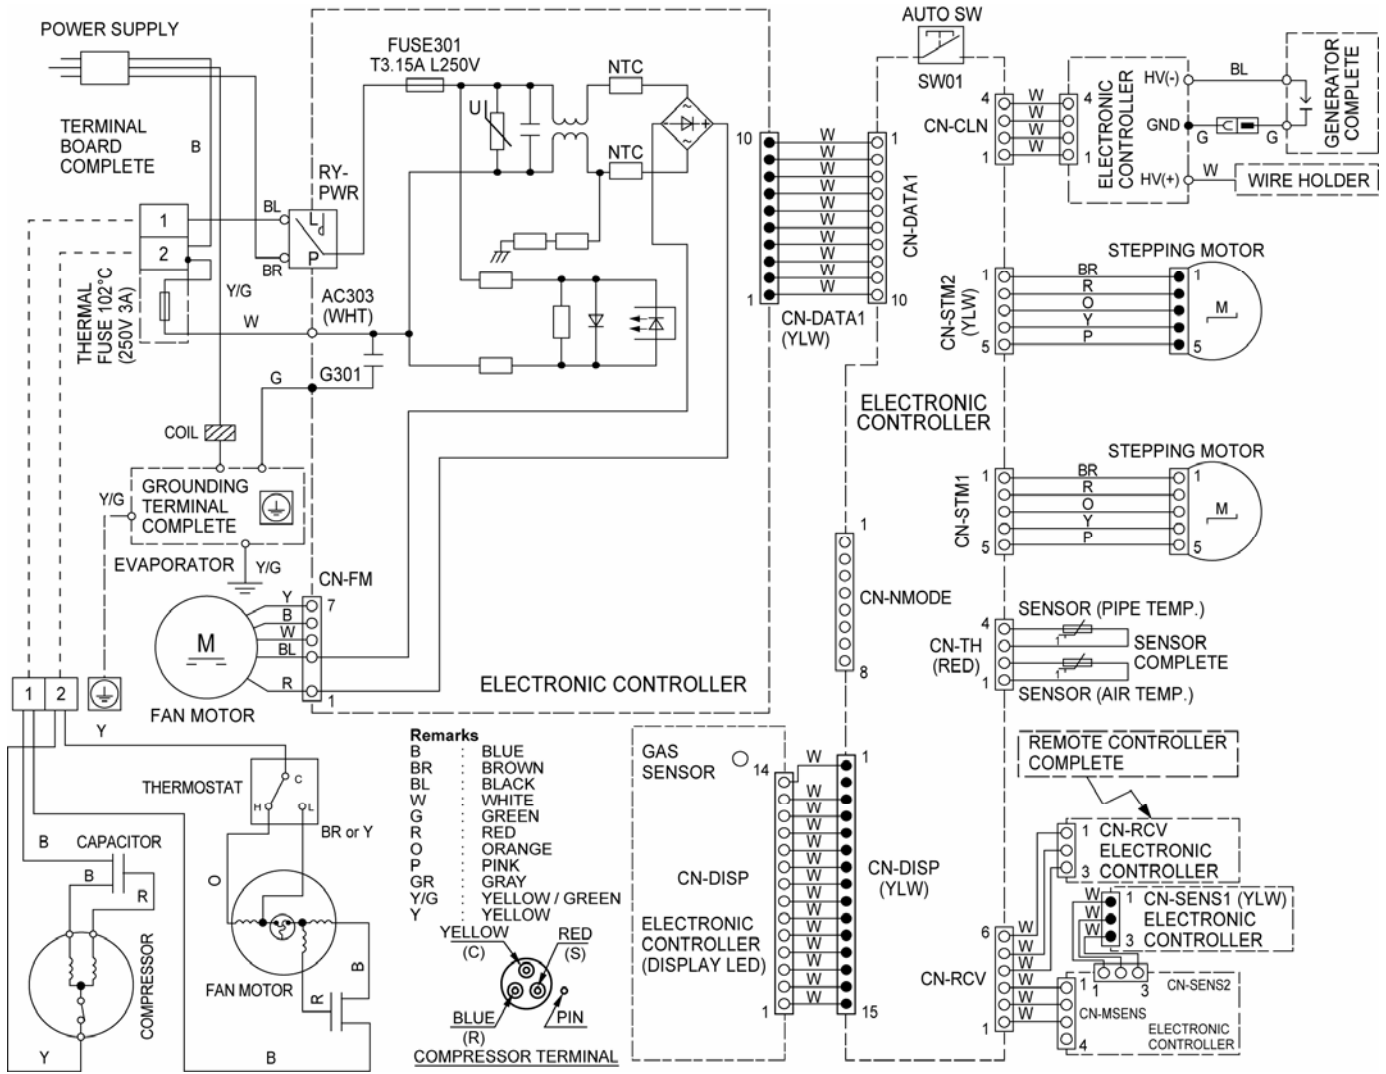 POWER SUPPLY
TERMINAL
BOARD
COMPLETE
B
1
2
THERMAL
FUSE 102°C
(250V 3A)
Y/G
BL
BR
W
G
RY-
PWR
L
P
AC303
(WHT)
G301
FUSE301
T3.15A L250V
U
NTC
NTC
- +
COIL
GROUNDING
TERMINAL
COMPLETE
Y/G
EVAPORATOR
Y/G
CN-FM
7
1
Y
B
W
BL
R
M
FAN MOTOR
ELECTRONIC CONTROLLER
10
1
W
W
W
W
W
W
W
W
W
W
1
10
CN-DATA1
CN-DATA1
(YLW)
AUTO SW
SW01
CN-CLN
4
1
W
W
W
W
4
1
ELECTRONIC
CONTROLLER
HV(-)
GND
HV(+)
BL
G
G
W
GENERATOR
COMPLETE
WIRE HOLDER
STEPPING MOTOR
CN-STM2
(YLW)
1
5
BR
R
O
Y
P
1
5
M
ELECTRONIC
CONTROLLER
STEPPING MOTOR
CN-STM1
1
5
BR
R
O
Y
P
1
5
M
1
CN-NMODE
8
CN-TH
(RED)
4
1
SENSOR (PIPE TEMP.)
1
SENSOR
COMPLETE
1
SENSOR (AIR TEMP.)
1 2
Y
THERMOSTAT
C
H
L
BR or Y
B
CAPACITOR
B
R
O
COMPRESSOR
Y
FAN MOTOR
R
B
B
Remarks
B : BLUE
BR : BROWN
BL : BLACK
W : WHITE
G : GREEN
R : RED
O : ORANGE
P : PINK
GR : GRAY
Y/G : YELLOW / GREEN
Y : YELLOW
YELLOW
(C)
RED
(S)
BLUE
(R)
PIN
COMPRESSOR TERMINAL
GAS
SENSOR
14
1
CN-DISP
ELECTRONIC
CONTROLLER
(DISPLAY LED)
W
W
W
W
W
W
W
W
W
W
W
W
W
W
1
15
CN-DISP
(YLW)
REMOTE CONTROLLER
COMPLETE
1
3
CN-RCV
ELECTRONIC
CONTROLLER
1
3
CN-SENS1 (YLW)
ELECTRONIC
CONTROLLER
CN-RCV
6
1
W
W
W
W
W
W
1 3
CN-SENS2
1
4
CN-MSENS
ELECTRONIC
CONTROLLER